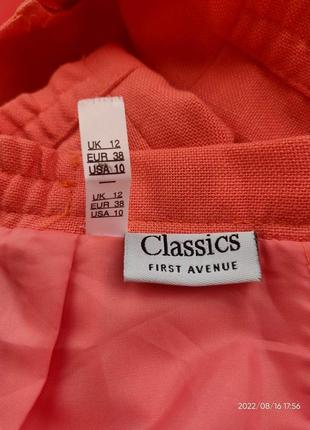 UK 12
EUR 38
USA 10
UK 12
EUR 38
USA 10
Classics
FIRST AVENUE
2022/08/16 17:56